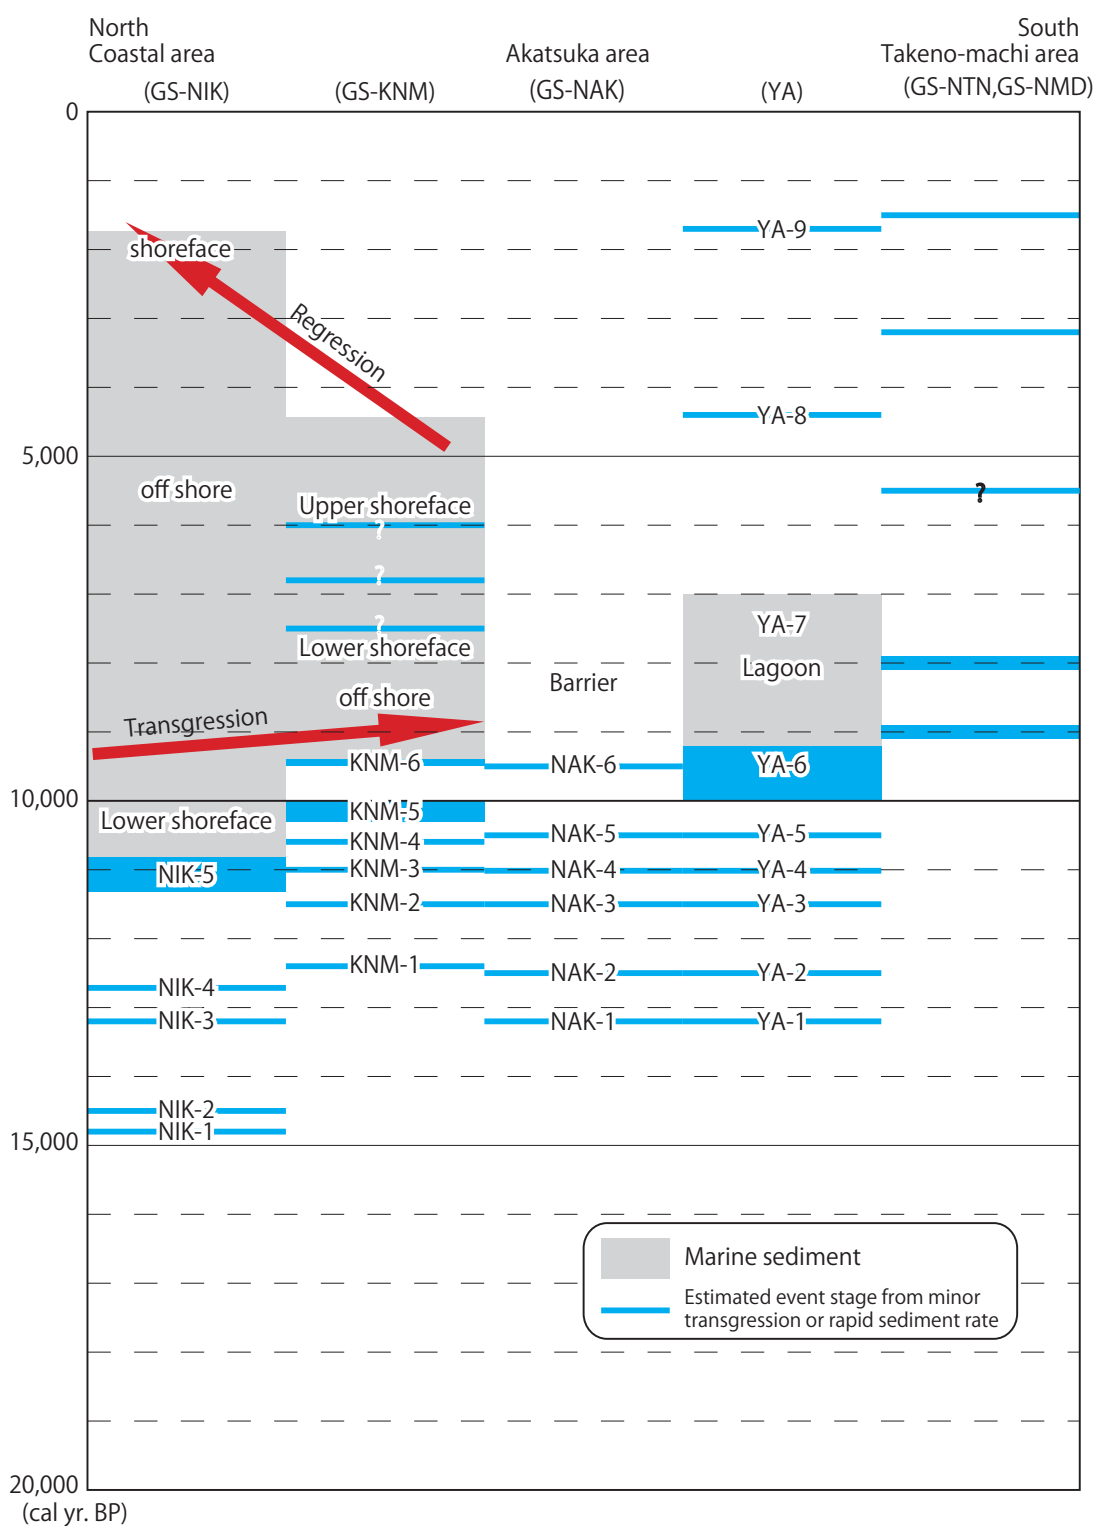 North
Coastal area
Akatsuka area
South
Takeno-machi area
(GS-NIK)
(GS-KNM)
(GS-NAK)
(YA)
(GS-NTN,GS-NMD)
0
YA-9
shoreface
Regression
YA-8
5,000
off shore
Upper shoreface
?
?
?
?
YA-7
Lower shoreface
Lagoon
Barrier
off shore
Transgression
KNM-6
NAK-6
YA-6
10,000
KNM-5
Lower shoreface
KNM-4
NAK-5
YA-5
KNM-3
NAK-4
YA-4
NIK-5
KNM-2
NAK-3
YA-3
KNM-1
NAK-2
YA-2
NIK-4
NIK-3
NAK-1
YA-1
NIK-2
NIK-1
15,000
Marine sediment
Estimated event stage from minor
transgression or rapid sediment rate
20,000
(cal yr. BP)